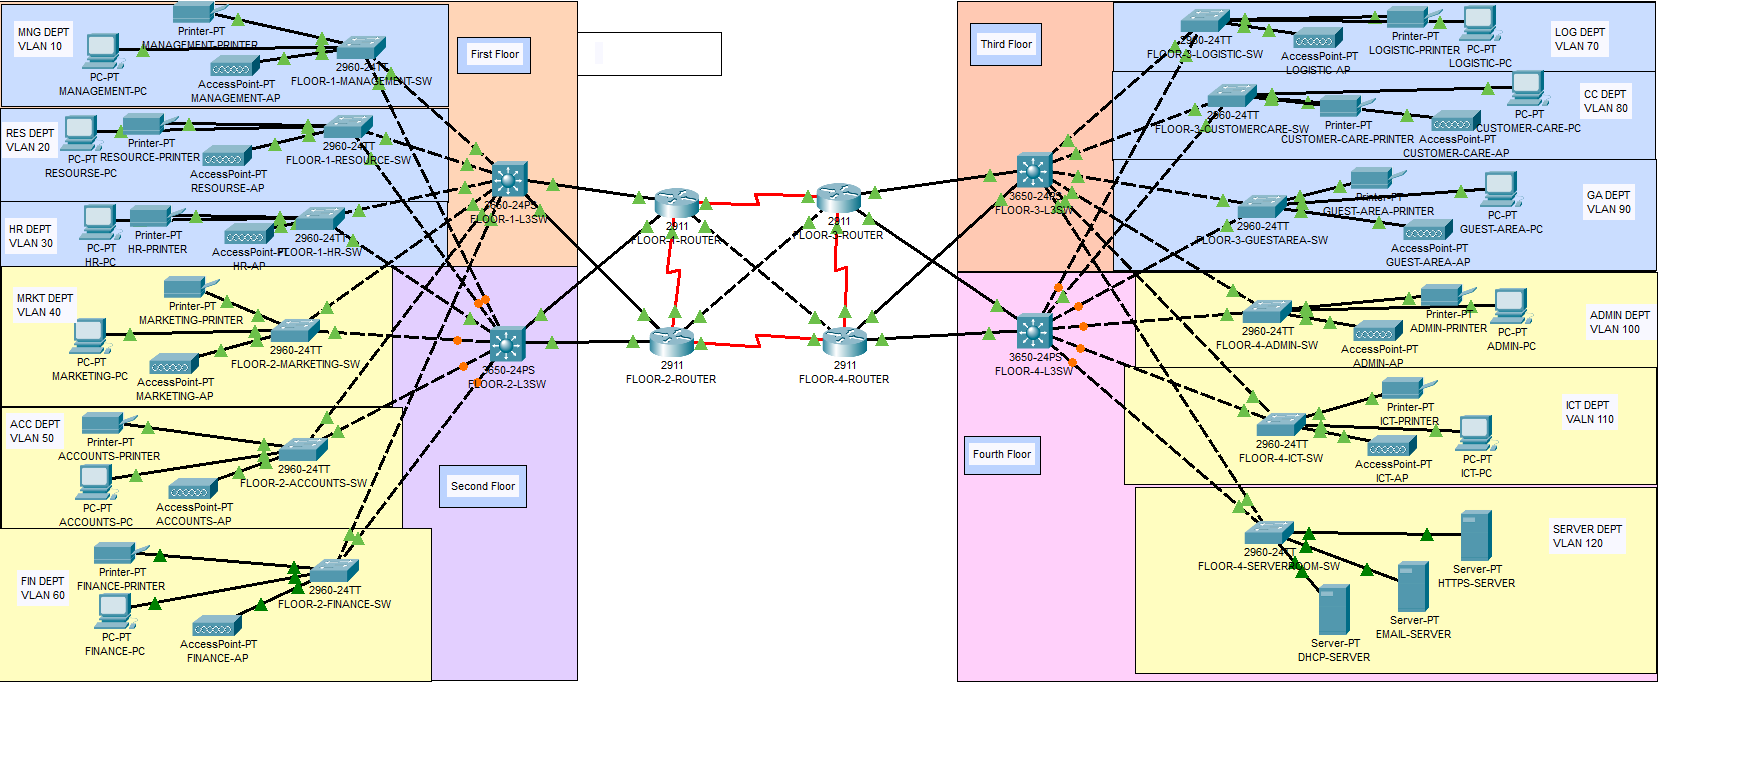 MNG DEPT
VLAN 10
Printer-PT
MANAGEMENT-PRINTER
PC-PT
MANAGEMENT-PC
AccessPoint-PT
MANAGEMENT-AP
2960-24TT
FLOOR-1-MANAGEMENT-SW
First Floor
RES DEPT
VLAN 20
Printer-PT
RESOURCE-PRINTER
PC-PT
RESOURSE-PC
AccessPoint-PT
RESOURSE-AP
2960-24TT
FLOOR-1-RESOURCE-SW
3650-24PS
FLOOR-1-L3SW
HR DEPT
VLAN 30
Printer-PT
HR-PRINTER
PC-PT
HR-PC
AccessPoint-PT
HR-AP
2960-24TT
FLOOR-1-HR-SW
MRKT DEPT
VLAN 40
Printer-PT
MARKETING-PRINTER
PC-PT
MARKETING-PC
AccessPoint-PT
MARKETING-AP
2960-24TT
FLOOR-2-MARKETING-SW
3650-24PS
FLOOR-2-L3SW
ACC DEPT
VLAN 50
Printer-PT
ACCOUNTS-PRINTER
PC-PT
ACCOUNTS-PC
AccessPoint-PT
ACCOUNTS-AP
2960-24TT
FLOOR-2-ACCOUNTS-SW
Second Floor
FIN DEPT
VLAN 60
Printer-PT
FINANCE-PRINTER
PC-PT
FINANCE-PC
AccessPoint-PT
FINANCE-AP
2960-24TT
FLOOR-2-FINANCE-SW
2911
FLOOR-1-ROUTER
2911
FLOOR-3-ROUTER
2911
FLOOR-2-ROUTER
2911
FLOOR-4-ROUTER
Third Floor
3650-24PS
FLOOR-3-L3SW
2960-24TT
FLOOR-3-LOGISTIC-SW
Printer-PT
LOGISTIC-PRINTER
AccessPoint-PT
LOGISTIC-AP
PC-PT
LOGISTIC-PC
LOG DEPT
VLAN 70
2960-24TT
FLOOR-3-CUSTOMERCARE-SW
Printer-PT
CUSTOMER-CARE-PRINTER
AccessPoint-PT
CUSTOMER-CARE-AP
PC-PT
CUSTOMER-CARE-PC
CC DEPT
VLAN 80
2960-24TT
FLOOR-3-GUESTAREA-SW
Printer-PT
GUEST-AREA-PRINTER
AccessPoint-PT
GUEST-AREA-AP
PC-PT
GUEST-AREA-PC
GA DEPT
VLAN 90
3650-24PS
FLOOR-4-L3SW
2960-24TT
FLOOR-4-ADMIN-SW
Printer-PT
ADMIN-PRINTER
AccessPoint-PT
ADMIN-AP
PC-PT
ADMIN-PC
ADMIN DEPT
VLAN 100
Fourth Floor
2960-24TT
FLOOR-4-ICT-SW
Printer-PT
ICT-PRINTER
AccessPoint-PT
ICT-AP
PC-PT
ICT-PC
ICT DEPT
VALN 110
2960-24TT
FLOOR-4-SERVERROOM-SW
Server-PT
HTTPS-SERVER
Server-PT
EMAIL-SERVER
Server-PT
DHCP-SERVER
SERVER DEPT
VLAN 120